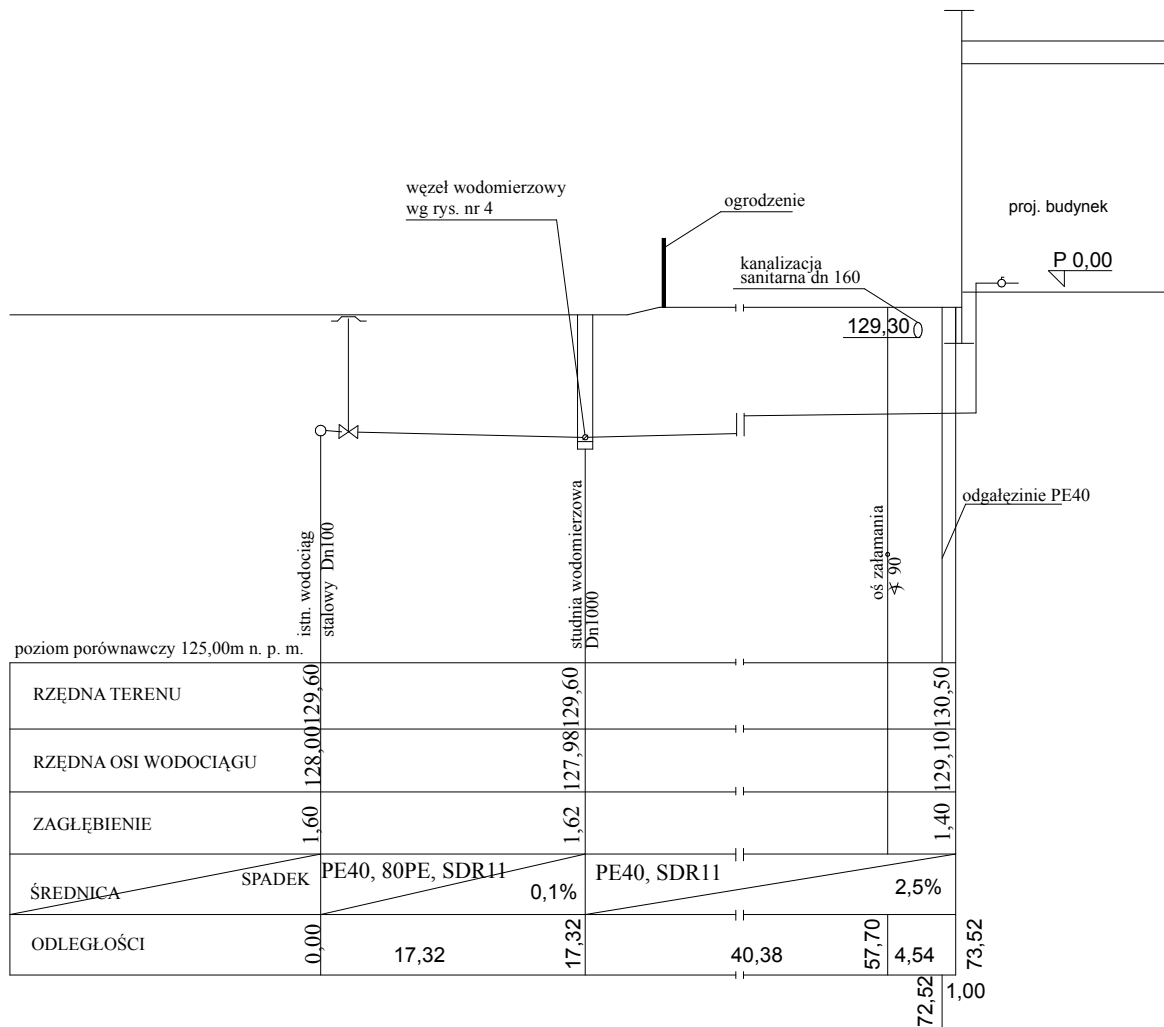 węzeł wodomierzowy
wg rys. nr 4
ogrodzenie
proj. budynek
kanalizacja
sanitarna dn 160
P 0,00
129,30
odgałęzinie PE40
istn. wodociąg
stalowy Dn100
studnia wodomierzowa
Dn1000
oś załamania
∢ 90°
poziom porównawczy 125,00m n. p. m.
RZĘDNA TERENU
129,60
129,60
130,50
RZĘDNA OSI WODOCIĄGU
128,00
127,98
129,10
ZAGŁĘBIENIE
1,60
1,62
1,40
SPADEK
ŚREDNICA
PE40, 80PE, SDR11
0,1%
PE40, SDR11
2,5%
ODLEGŁOŚCI
0,00
17,32
17,32
40,38
57,70
4,54
73,52
72,52
1,00